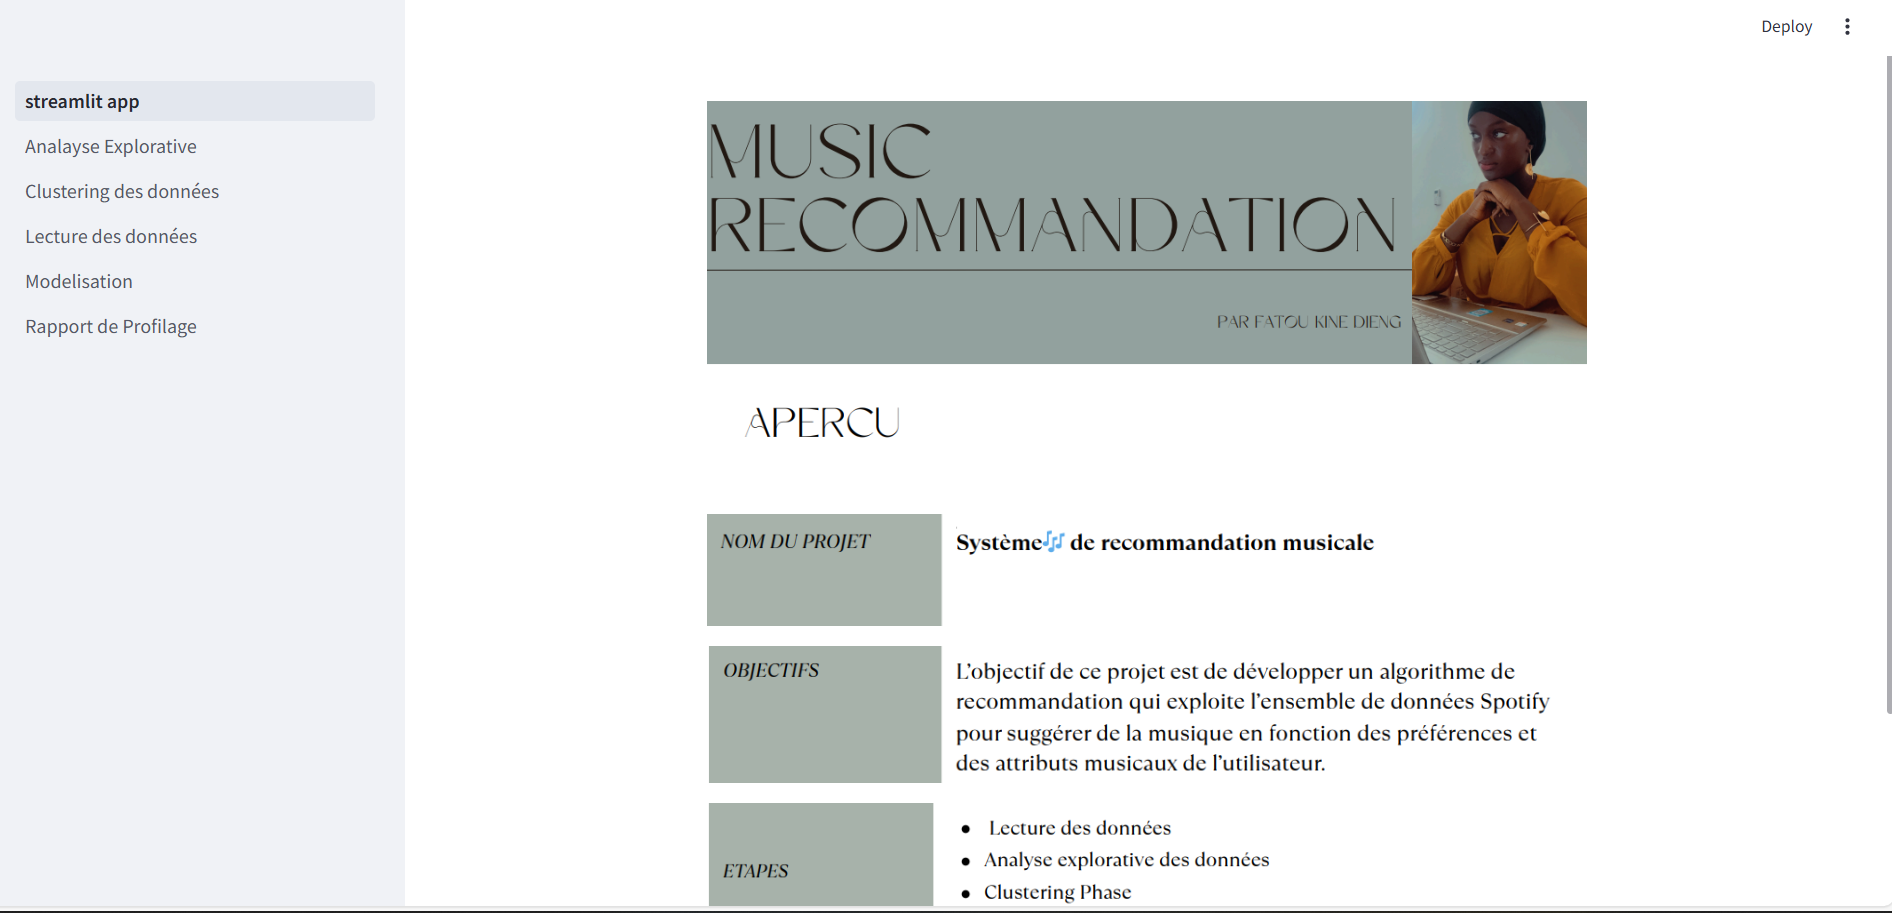 Deploy
streamlit app
Analayse Explorative
Clustering des données
Lecture des données
Modelisation
Rapport de Profilage
MUSIC
RECOMMANDATION
PAR FATOU KINE DIENG
APERCU
NOM DU PROJET
Système🎶 de recommandation musicale
OBJECTIFS
L'objectif de ce projet est de développer un algorithme de
recommandation qui exploite l'ensemble de données Spotify
pour suggérer de la musique en fonction des préférences et
des attributs musicaux de l'utilisateur.
ETAPES
● Lecture des données
● Analyse explorative des données
● Clustering Phase